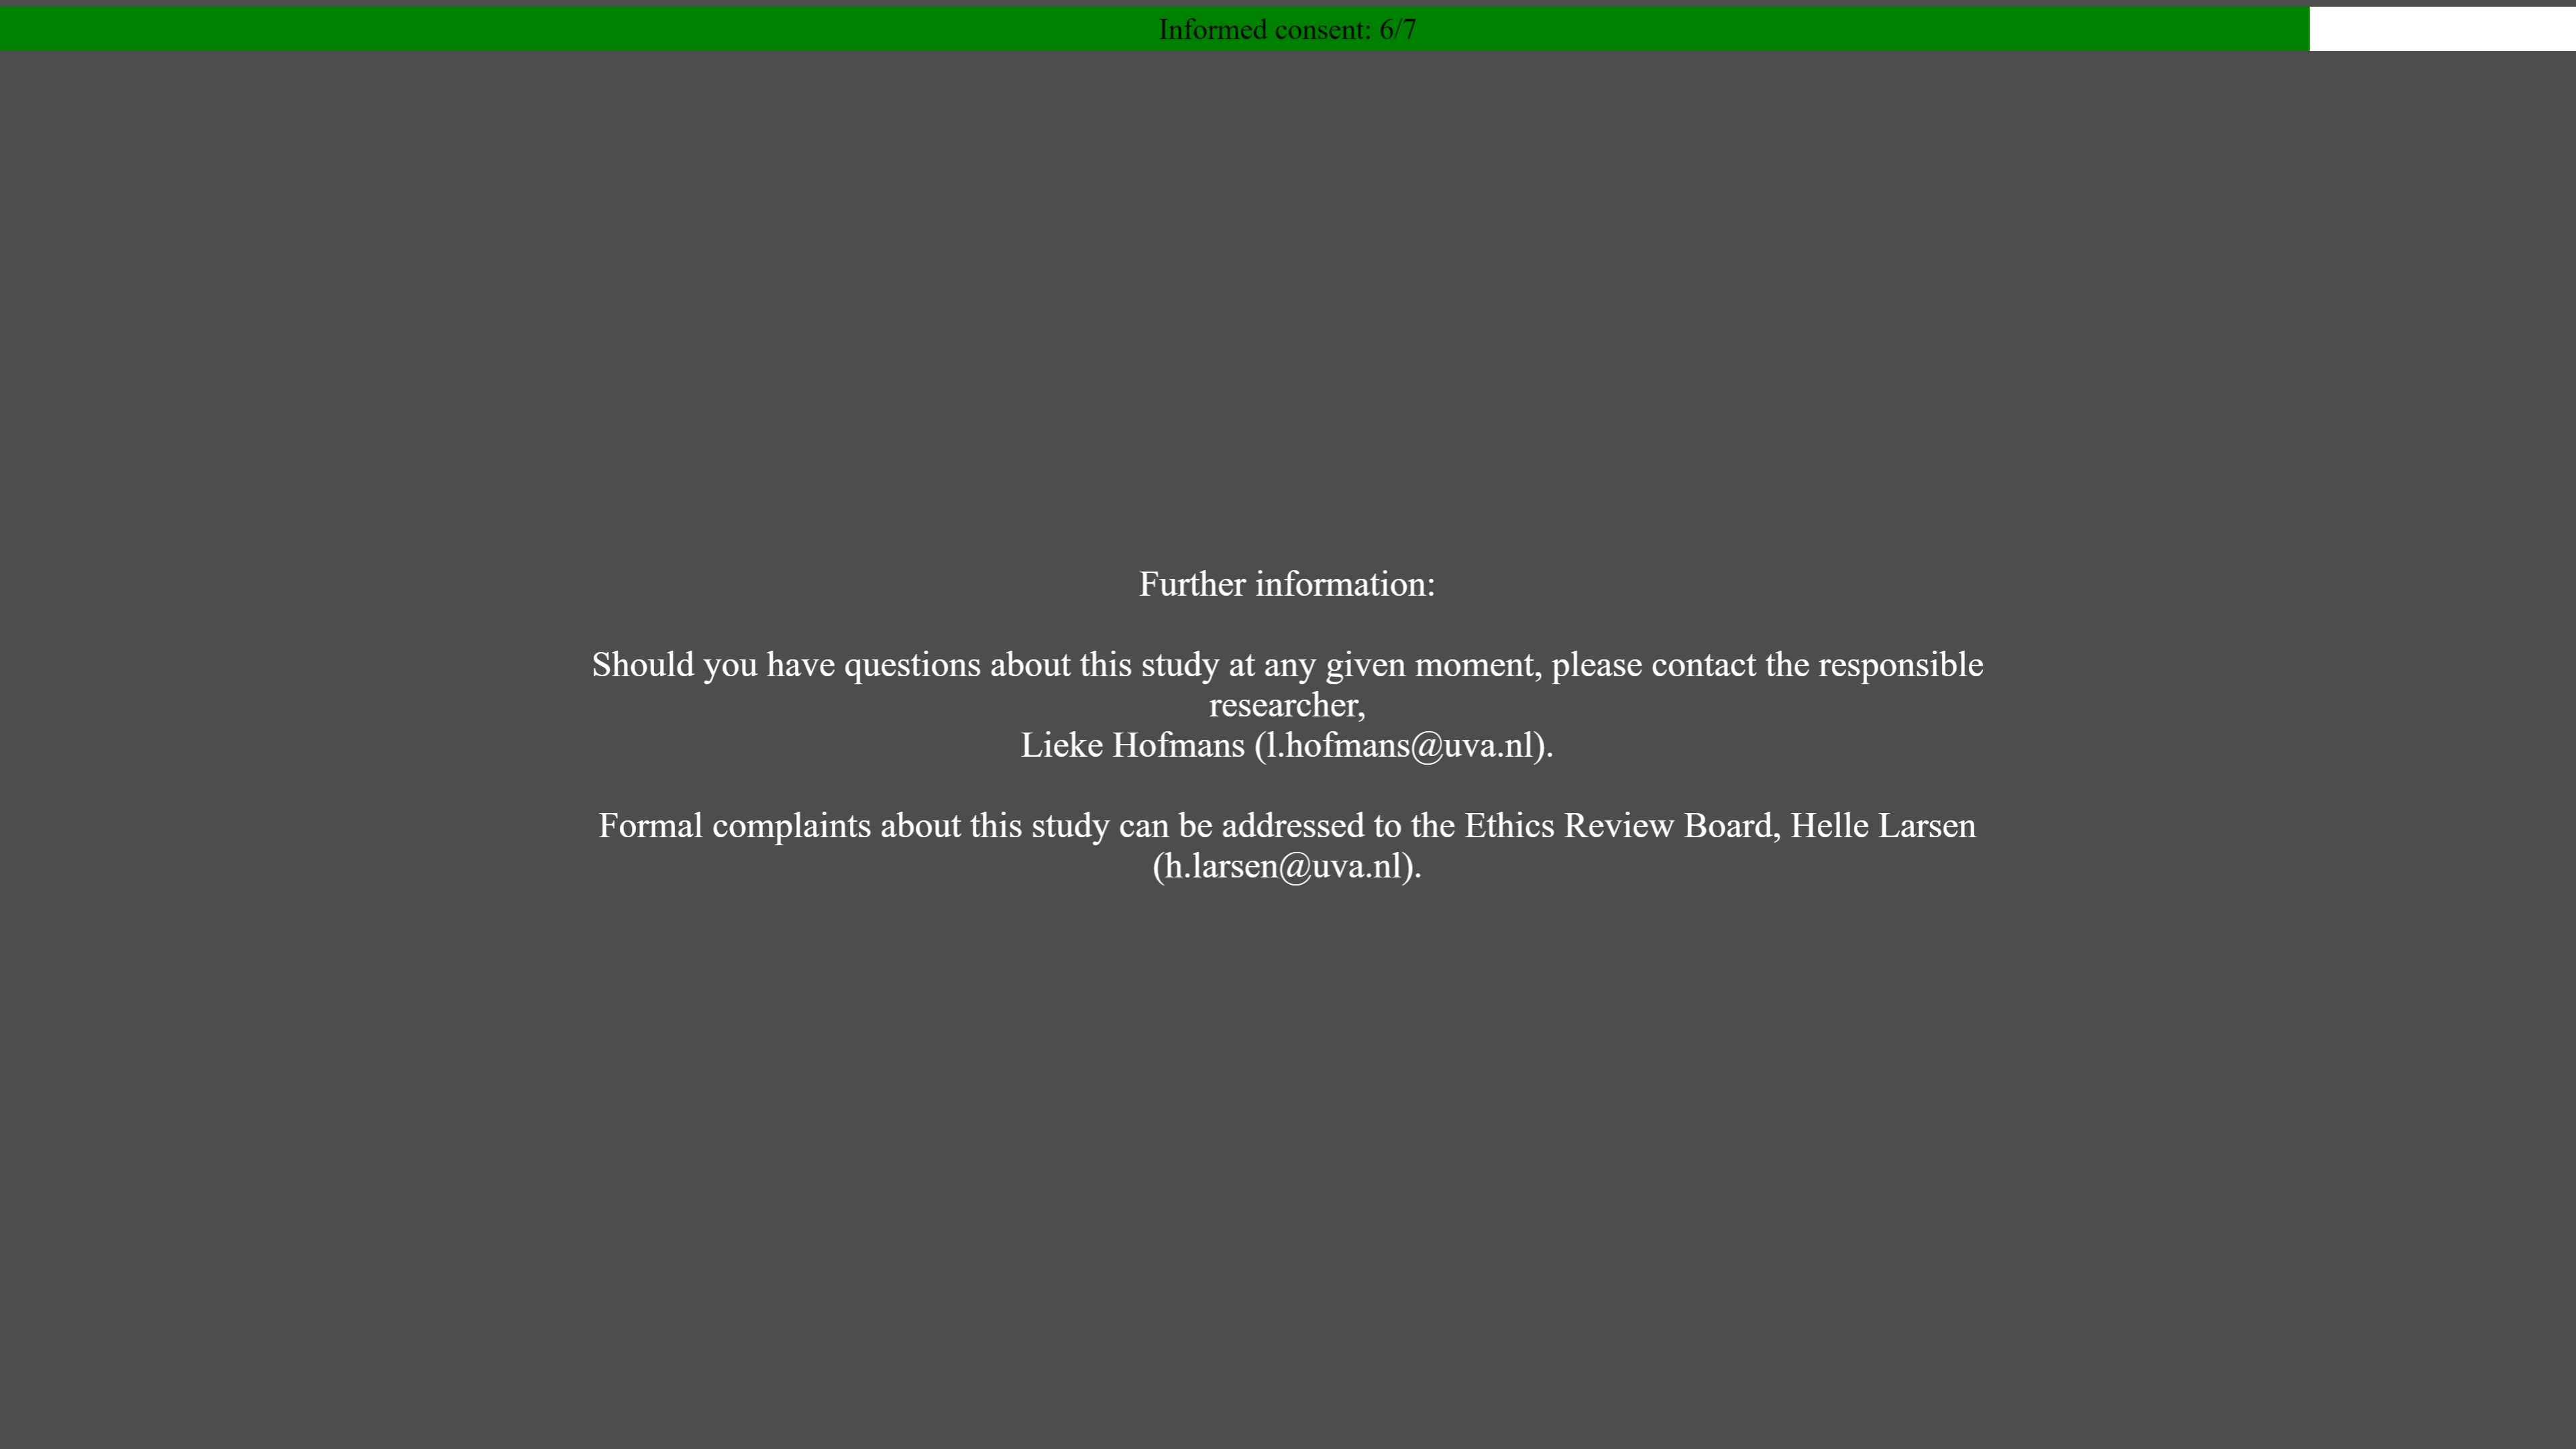 Informed consent: 6/7
Further information:
Should you have questions about this study at any given moment, please contact the responsible
researcher,
Lieke Hofmans (l.hofmans@uva.nl).
Formal complaints about this study can be addressed to the Ethics Review Board, Helle Larsen
(h.larsen@uva.nl).